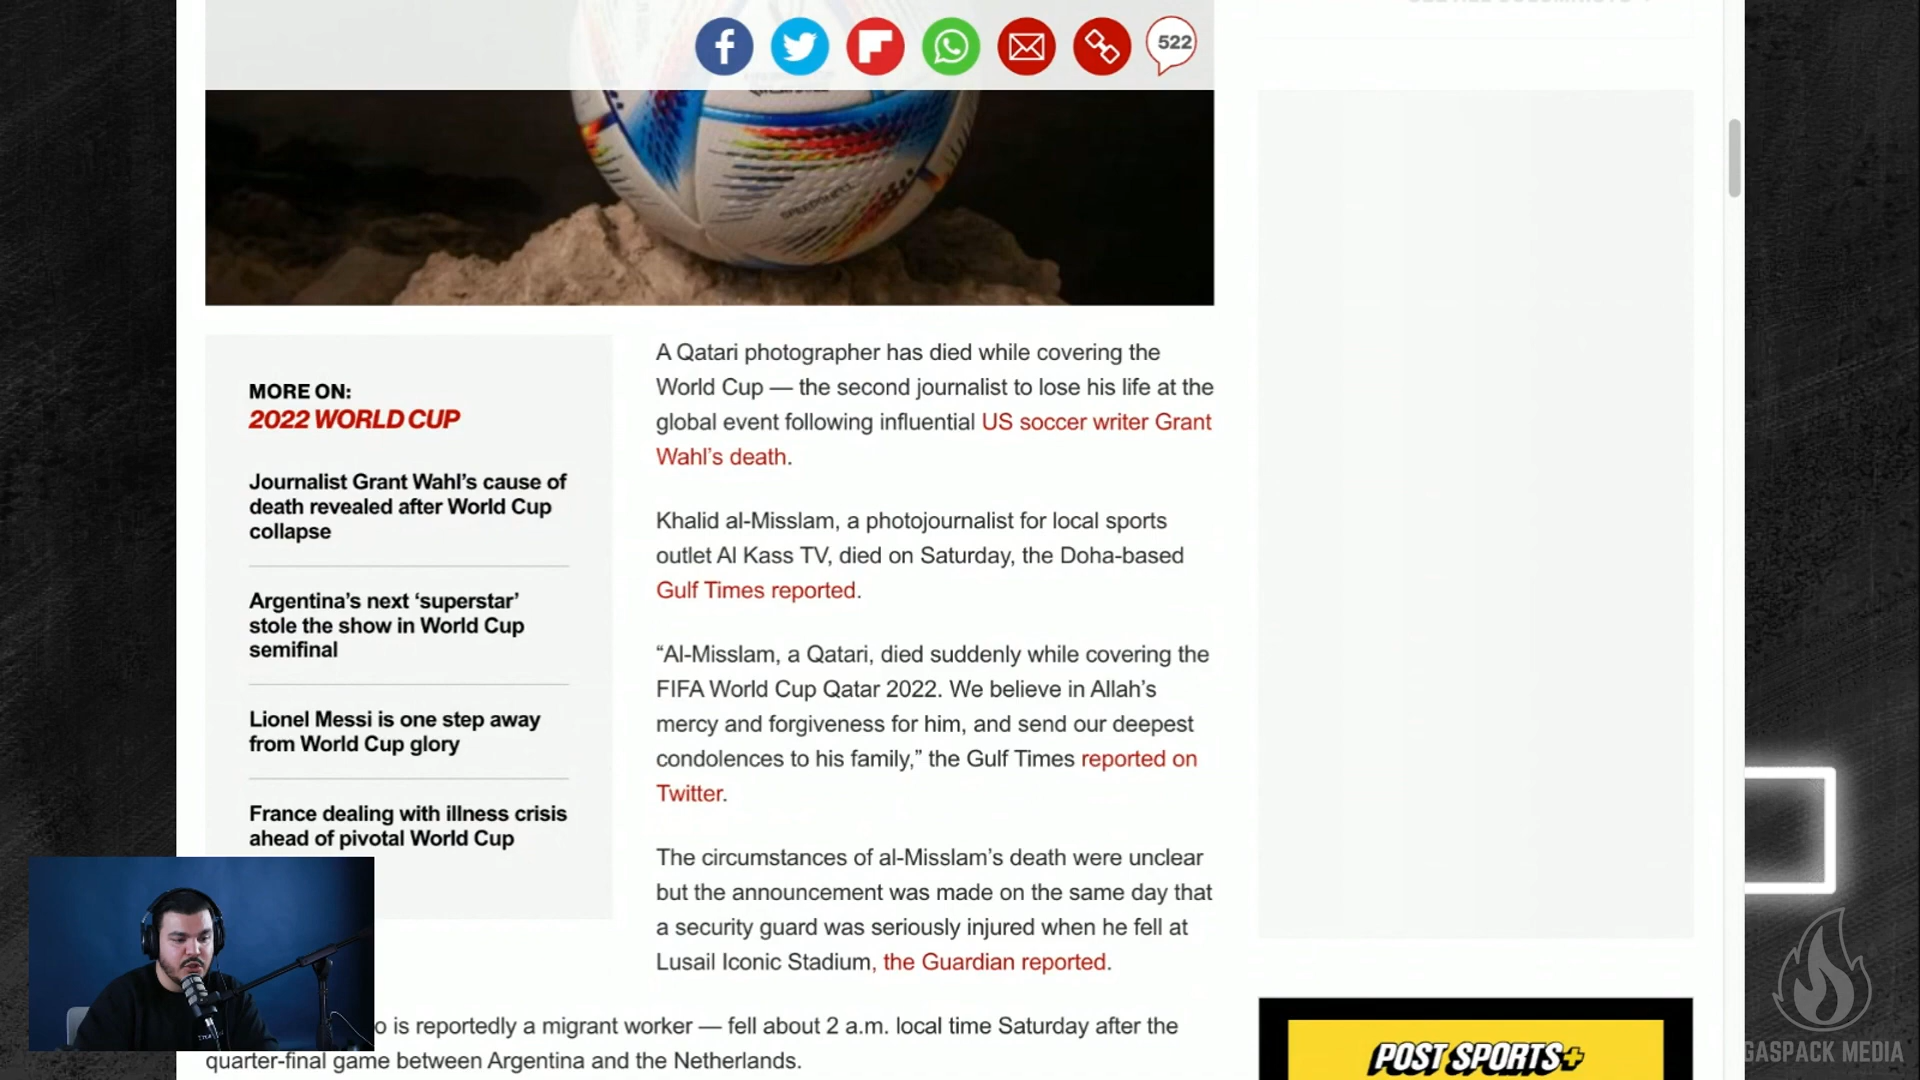 522
SPEEDSHELL
MORE ON:
2022 WORLD CUP
Journalist Grant Wahl’s cause of
death revealed after World Cup
collapse
Argentina’s next ‘superstar’
stole the show in World Cup
semifinal
Lionel Messi is one step away
from World Cup glory
France dealing with illness crisis
ahead of pivotal World Cup
A Qatari photographer has died while covering the
World Cup — the second journalist to lose his life at the
global event following influential US soccer writer Grant
Wahl’s death.
Khalid al-Misslam, a photojournalist for local sports
outlet Al Kass TV, died on Saturday, the Doha-based
Gulf Times reported.
“Al-Misslam, a Qatari, died suddenly while covering the
FIFA World Cup Qatar 2022. We believe in Allah’s
mercy and forgiveness for him, and send our deepest
condolences to his family,” the Gulf Times reported on
Twitter.
The circumstances of al-Misslam’s death were unclear
but the announcement was made on the same day that
a security guard was seriously injured when he fell at
Lusail Iconic Stadium, the Guardian reported.
o is reportedly a migrant worker — fell about 2 a.m. local time Saturday after the
quarter-final game between Argentina and the Netherlands.
POST SPORTS+
GASPACK MEDIA